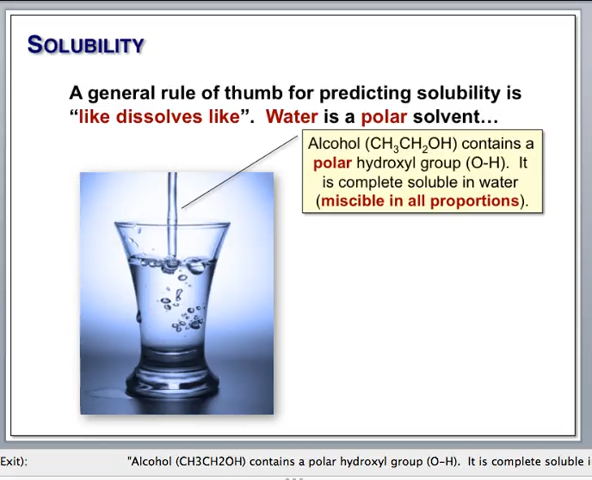 SOLUBILITY
A general rule of thumb for predicting solubility is
“like dissolves like”. Water is a polar solvent…
Alcohol (CH₃CH₂OH) contains a
polar hydroxyl group (O-H). It
is complete soluble in water
(miscible in all proportions).
Exit): "Alcohol (CH3CH2OH) contains a polar hydroxyl group (O-H). It is complete soluble i